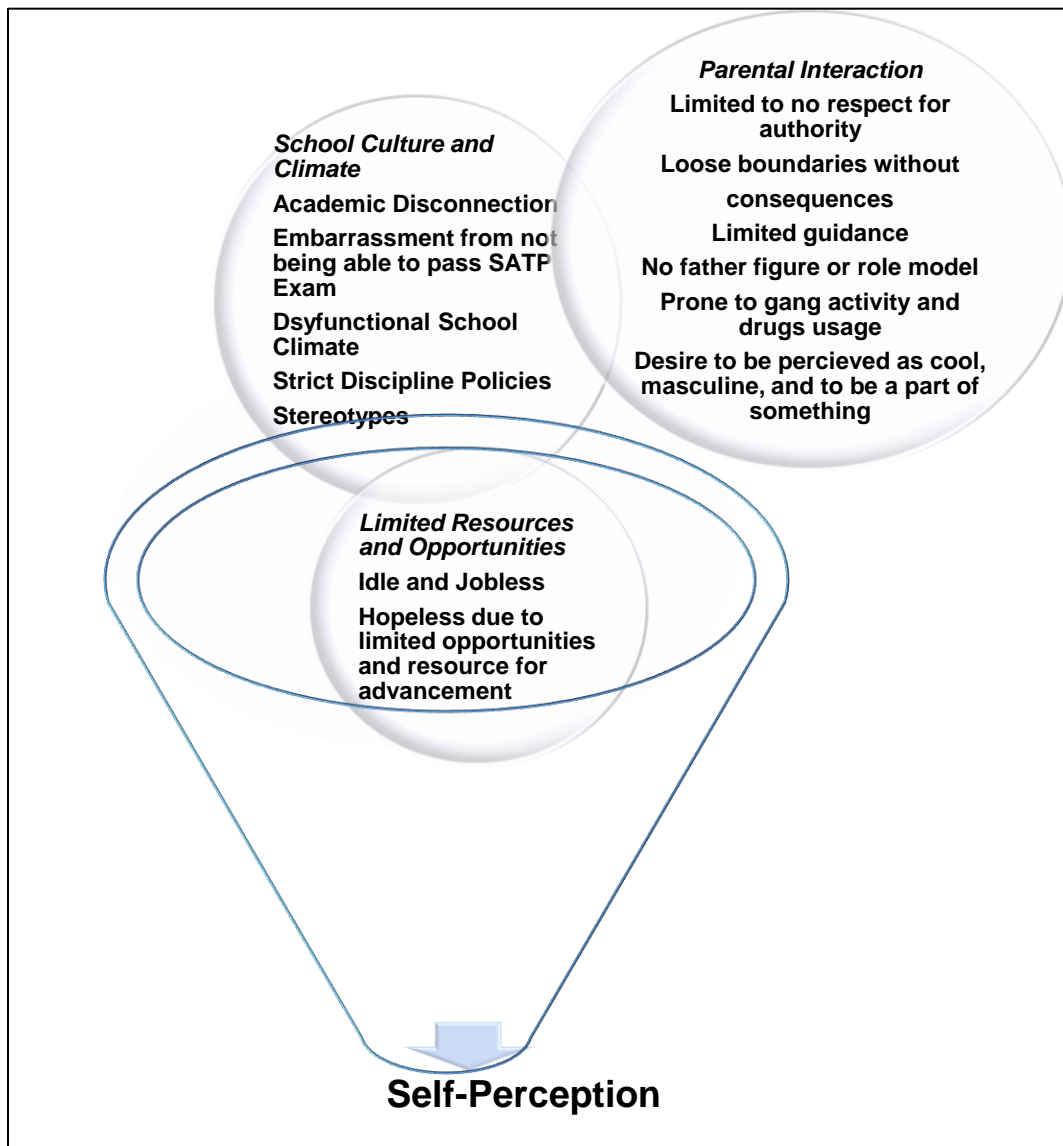 Parental Interaction
Limited to no respect for
authority
Loose boundaries without
consequences
Limited guidance
No father figure or role model
Prone to gang activity and
drugs usage
Desire to be percieved as cool,
masculine, and to be a part of
something
School Culture and
Climate
Academic Disconnection
Embarrassment from not
being able to pass SATP
Exam
Dsyfunctional School
Climate
Strict Discipline Policies
Stereotypes
Limited Resources
and Opportunities
Idle and Jobless
Hopeless due to
limited opportunities
and resource for
advancement
Self-Perception